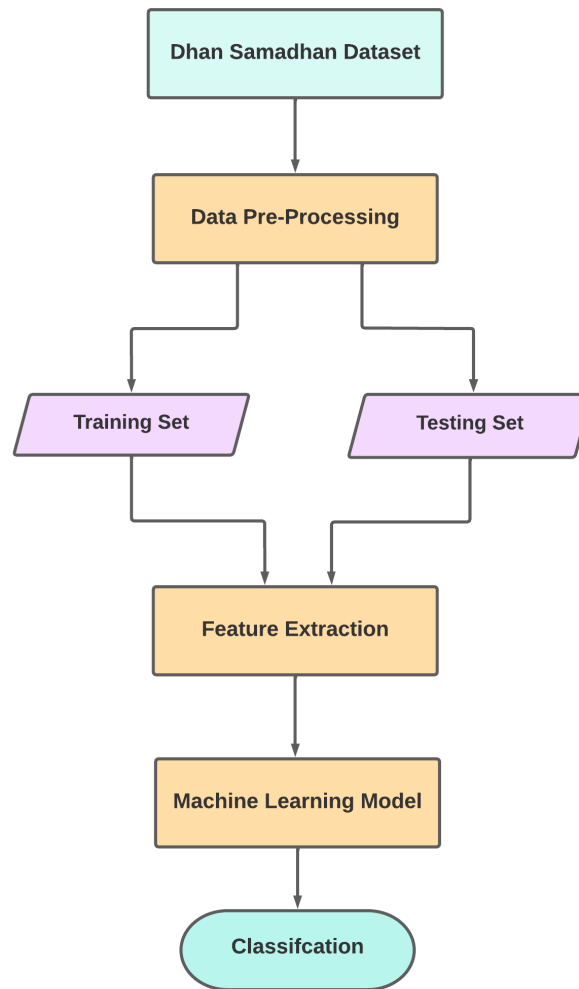 Dhan Samadhan Dataset
Data Pre-Processing
Training Set
Testing Set
Feature Extraction
Machine Learning Model
Classifcation